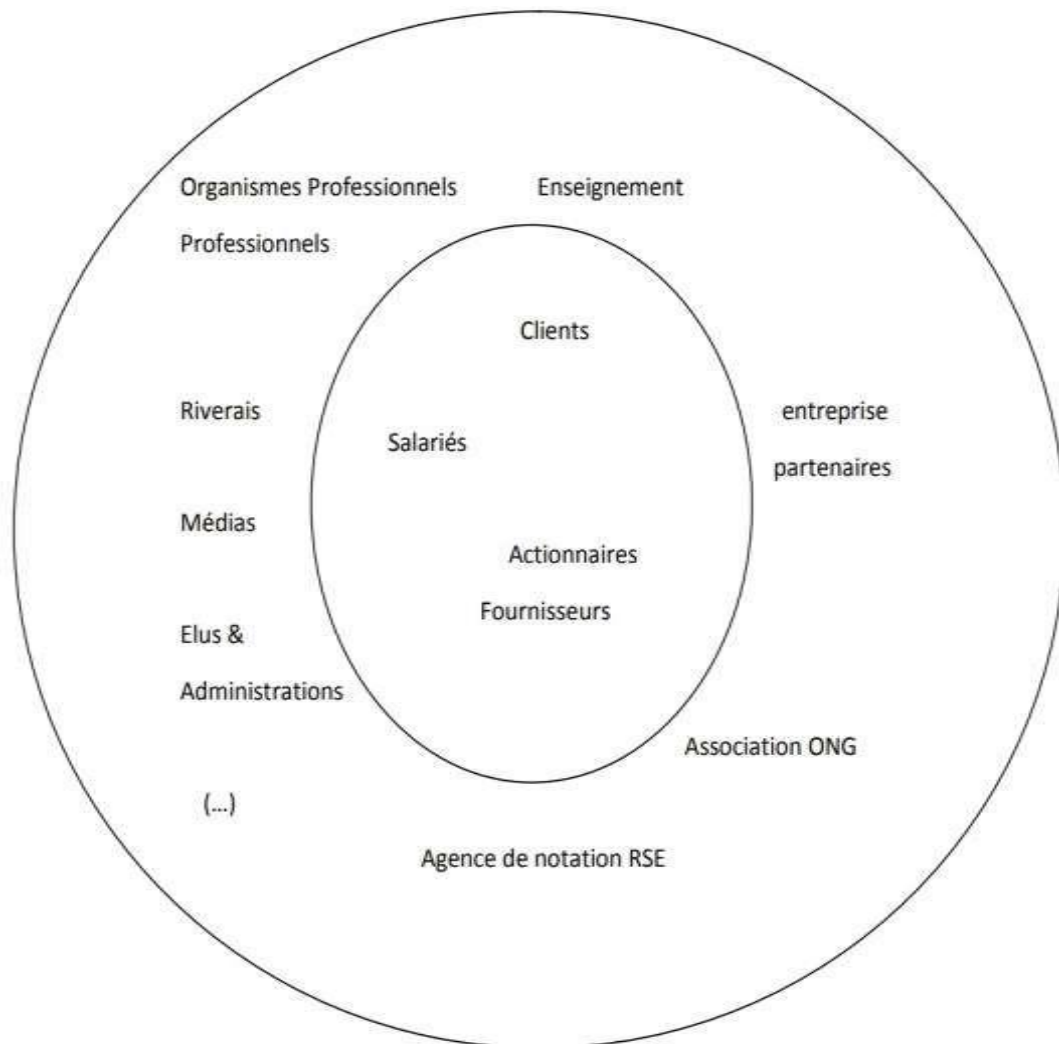 Organismes Professionnels Enseignement
Professionnels
Clients
Riverais entreprise
Salariés
partenaires
Médias
Actionnaires
Fournisseurs
Elus &
Administrations
Association ONG
(...)
Agence de notation RSE